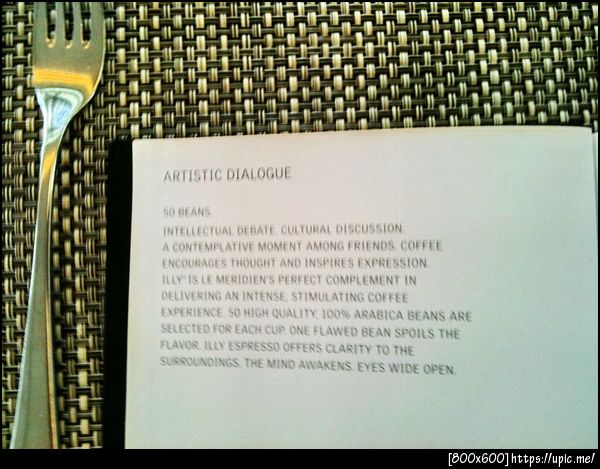 ARTISTIC DIALOGUE
50 BEANS.
INTELLECTUAL DEBATE. CULTURAL DISCUSSION.
A CONTEMPLATIVE MOMENT AMONG FRIENDS. COFFEE
ENCOURAGES THOUGHT AND INSPIRES EXPRESSION.
ILLY® IS LE MERIDIEN'S PERFECT COMPLEMENT IN
DELIVERING AN INTENSE, STIMULATING COFFEE
EXPERIENCE. 50 HIGH QUALITY, 100% ARABICA BEANS ARE
SELECTED FOR EACH CUP. ONE FLAWED BEAN SPOILS THE
FLAVOR. ILLY ESPRESSO OFFERS CLARITY TO THE
SURROUNDINGS. THE MIND AWAKENS. EYES WIDE OPEN.
[800x600]https://upic.me/